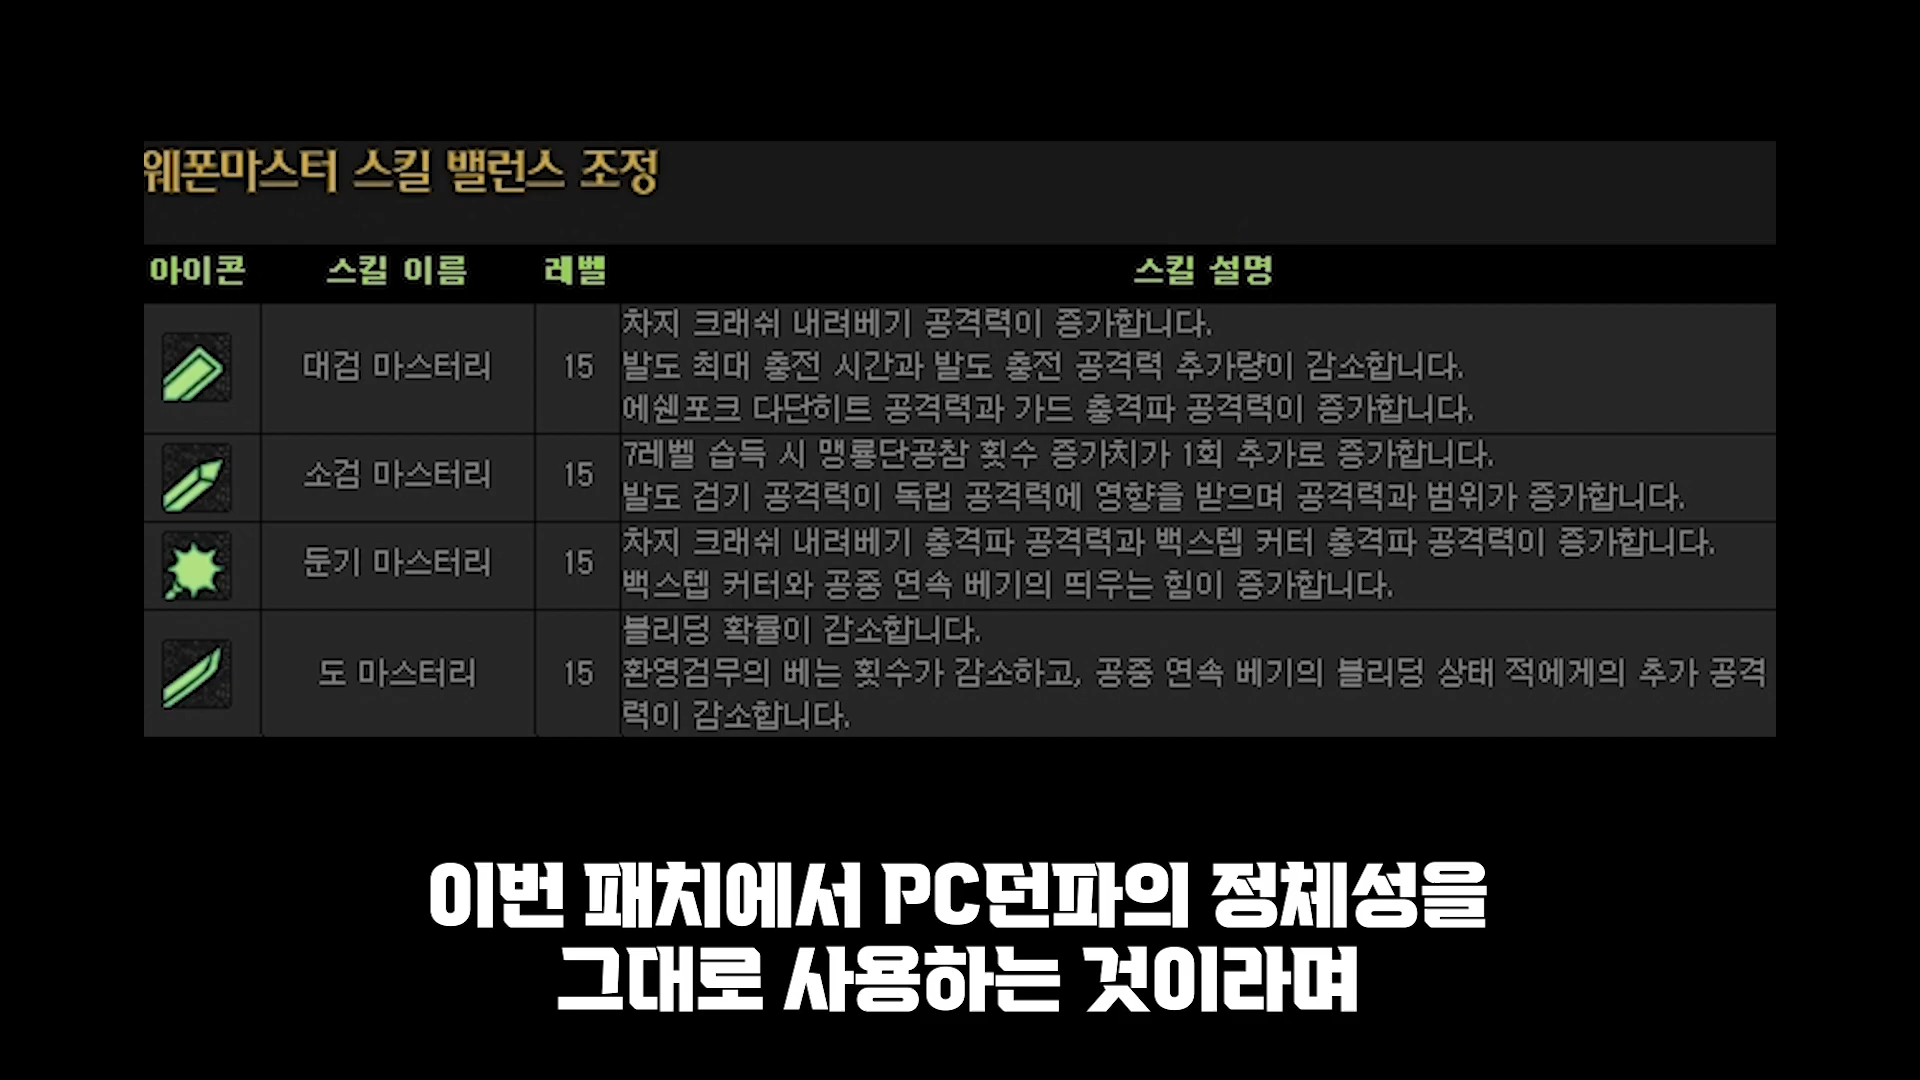 웨폰마스터 스킬 밸런스 조정
아이콘 스킬 이름 레벨 스킬 설명
대검 마스터리 15
차지 크래쉬 내려베기 공격력이 증가합니다.
발도 최대 충전 시간과 발도 충전 공격력 추가량이 감소합니다.
에쉔포크 다단히트 공격력과 가드 충격파 공격력이 증가합니다.
소검 마스터리 15
7레벨 습득 시 맹룡단공참 횟수 증가치가 1회 추가로 증가합니다.
발도 검기 공격력이 독립 공격력에 영향을 받으며 공격력과 범위가 증가합니다.
둔기 마스터리 15
차지 크래쉬 내려베기 충격파 공격력과 백스텝 커터 충격파 공격력이 증가합니다.
백스텝 커터와 공중 연속 베기의 띄우는 힘이 증가합니다.
도 마스터리 15
블리딩 확률이 감소합니다.
환영검무의 베는 횟수가 감소하고, 공중 연속 베기의 블리딩 상태 적에게의 추가 공격
력이 감소합니다.
이번 패치에서 PC던파의 정체성을
그대로 사용하는 것이라며